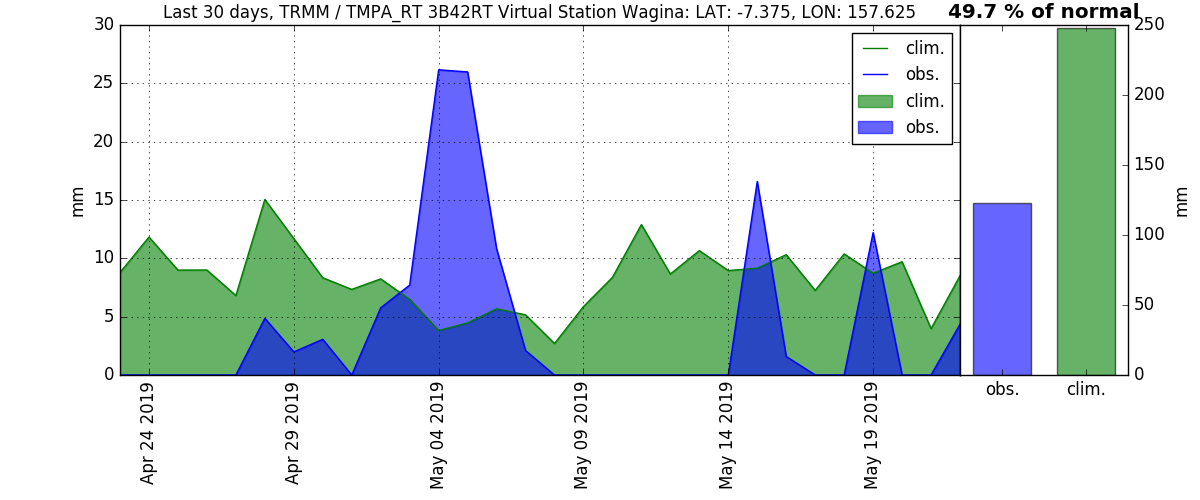 Last 30 days, TRMM / TMPA_RT 3B42RT Virtual Station Wagina: LAT: -7.375, LON: 157.625
49.7 % of normal
30
25
20
15
10
5
0
mm
clim.
obs.
clim.
obs.
250
200
150
100
50
0
mm
obs.
clim.
Apr 24 2019
Apr 29 2019
May 04 2019
May 09 2019
May 14 2019
May 19 2019